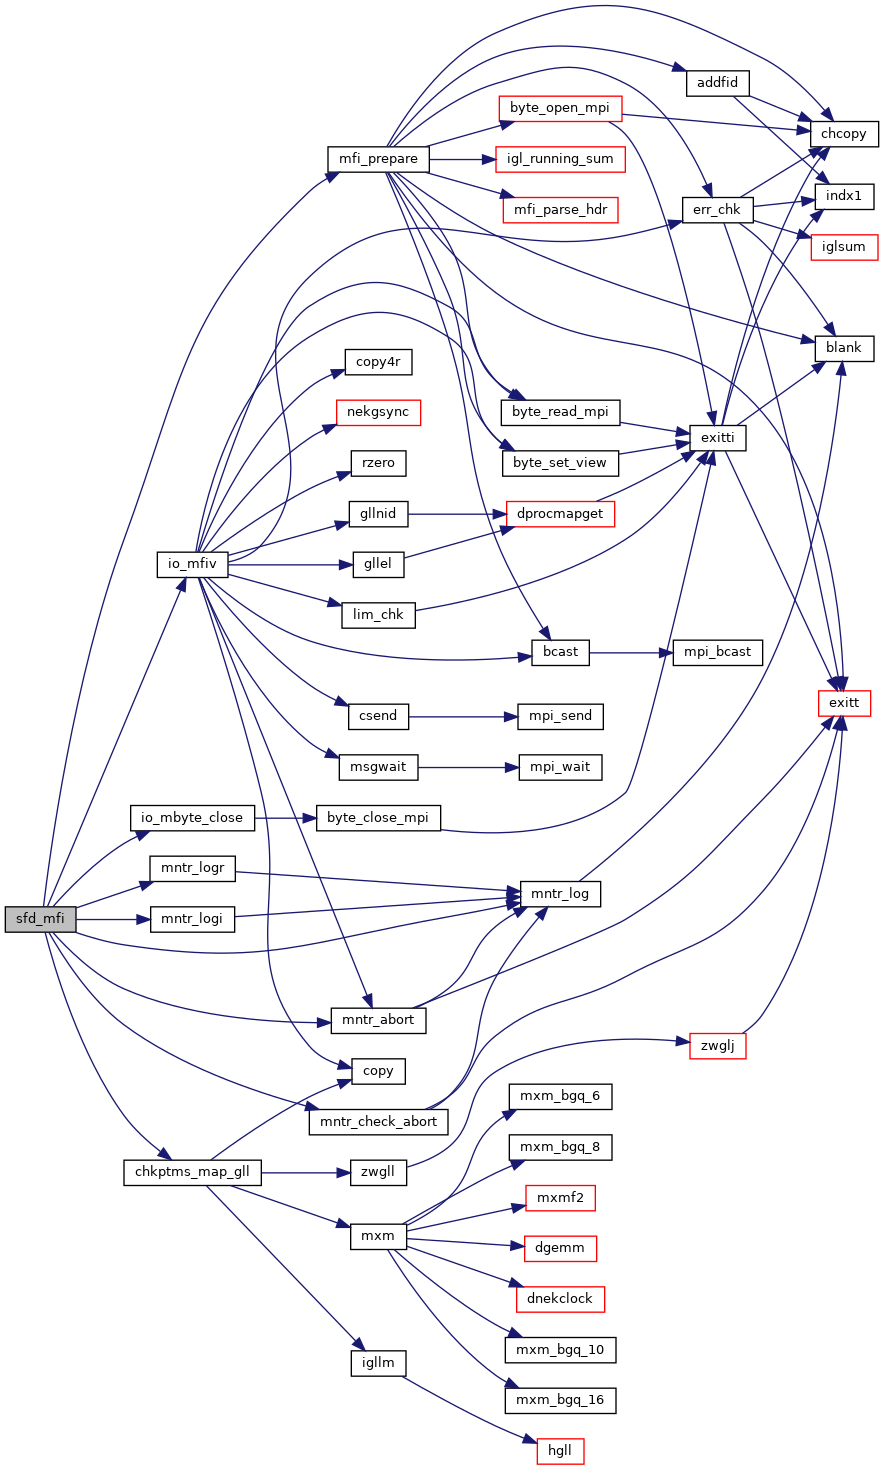 addfid
byte_open_mpi
chcopy
mfi_prepare
igl_running_sum
indx1
mfi_parse_hdr
err_chk
iglsum
blank
copy4r
nekgsync
byte_read_mpi
exitti
rzero
byte_set_view
gllnid
dprocmapget
io_mfiv
gllel
lim_chk
bcast
mpi_bcast
exitt
csend
mpi_send
msgwait
mpi_wait
io_mbyte_close
byte_close_mpi
mntr_logr
mntr_log
sfd_mfi
mntr_logi
mntr_abort
zwglj
copy
mxm_bgq_6
mntr_check_abort
mxm_bgq_8
chkptms_map_gll
zwgll
mxmf2
mxm
dgemm
dnekclock
mxm_bgq_10
igllm
mxm_bgq_16
hgll